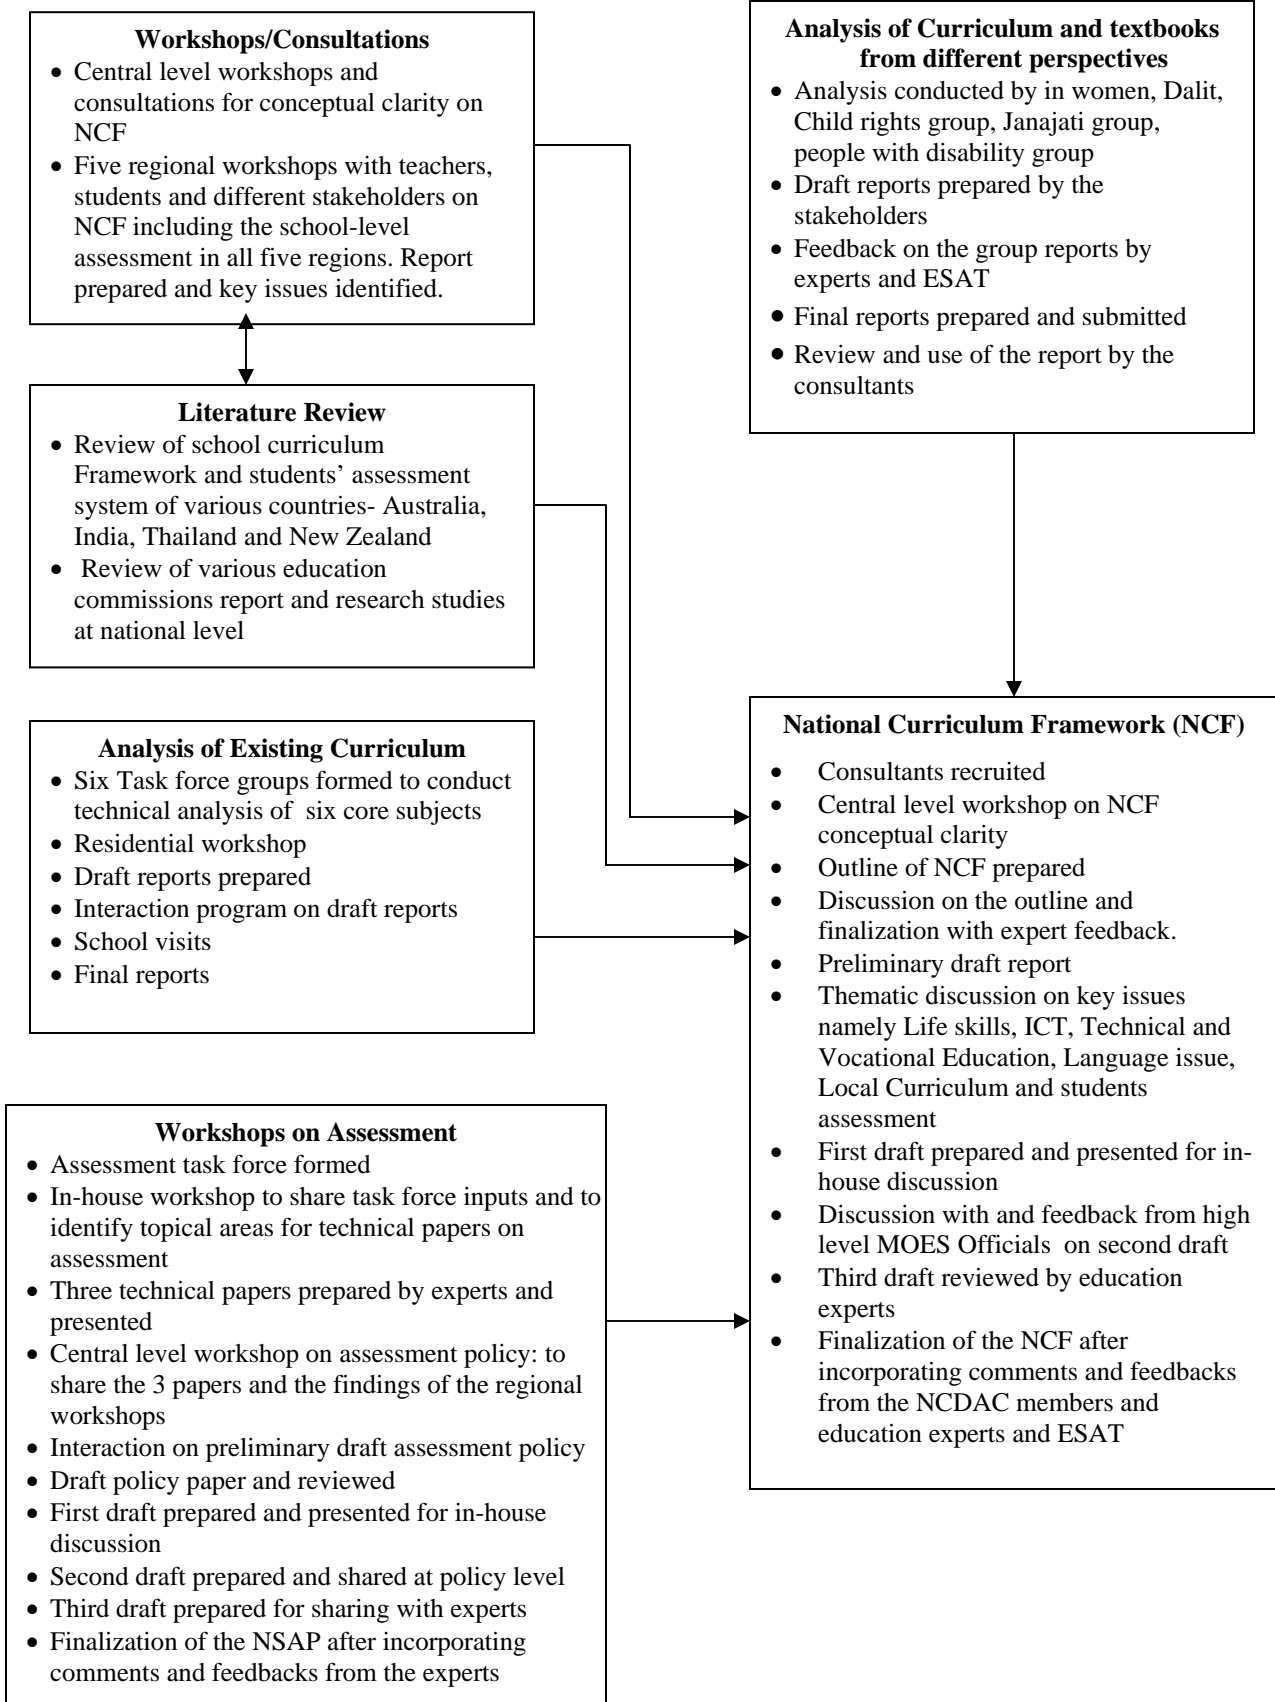 Workshops/Consultations
• Central level workshops and
consultations for conceptual clarity on
NCF
• Five regional workshops with teachers,
students and different stakeholders on
NCF including the school-level
assessment in all five regions. Report
prepared and key issues identified.
Literature Review
• Review of school curriculum
Framework and students’ assessment
system of various countries- Australia,
India, Thailand and New Zealand
• Review of various education
commissions report and research studies
at national level
Analysis of Existing Curriculum
• Six Task force groups formed to conduct
technical analysis of six core subjects
• Residential workshop
• Draft reports prepared
• Interaction program on draft reports
• School visits
• Final reports
Workshops on Assessment
• Assessment task force formed
• In-house workshop to share task force inputs and to
identify topical areas for technical papers on
assessment
• Three technical papers prepared by experts and
presented
• Central level workshop on assessment policy: to
share the 3 papers and the findings of the regional
workshops
• Interaction on preliminary draft assessment policy
• Draft policy paper and reviewed
• First draft prepared and presented for in-house
discussion
• Second draft prepared and shared at policy level
• Third draft prepared for sharing with experts
• Finalization of the NSAP after incorporating
comments and feedbacks from the experts
Analysis of Curriculum and textbooks
from different perspectives
• Analysis conducted by in women, Dalit,
Child rights group, Janajati group,
people with disability group
• Draft reports prepared by the
stakeholders
• Feedback on the group reports by
experts and ESAT
• Final reports prepared and submitted
• Review and use of the report by the
consultants
National Curriculum Framework (NCF)
• Consultants recruited
• Central level workshop on NCF
conceptual clarity
• Outline of NCF prepared
• Discussion on the outline and
finalization with expert feedback.
• Preliminary draft report
• Thematic discussion on key issues
namely Life skills, ICT, Technical and
Vocational Education, Language issue,
Local Curriculum and students
assessment
• First draft prepared and presented for in-
house discussion
• Discussion with and feedback from high
level MOES Officials on second draft
• Third draft reviewed by education
experts
• Finalization of the NCF after
incorporating comments and feedbacks
from the NCDAC members and
education experts and ESAT